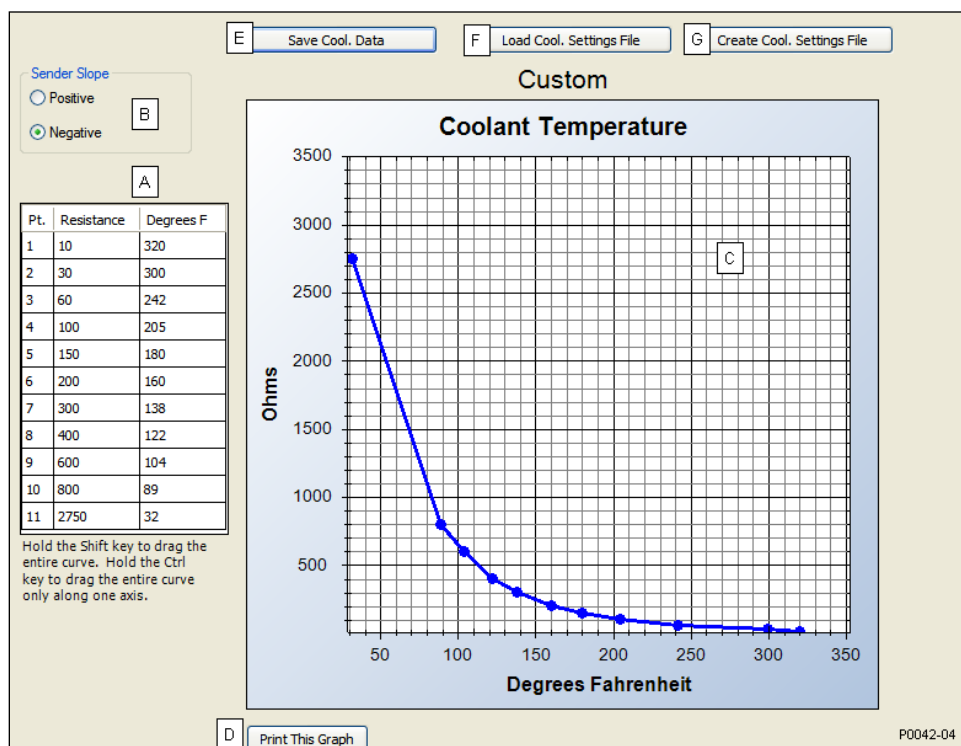 E Save Cool. Data F Load Cool. Settings File G Create Cool. Settings File
Sender Slope
Positive
Negative
B
A
Pt. Resistance Degrees F
1 10 320
2 30 300
3 60 242
4 100 205
5 150 180
6 200 160
7 300 138
8 400 122
9 600 104
10 800 89
11 2750 32
Hold the Shift key to drag the
entire curve. Hold the Ctrl
key to drag the entire curve
only along one axis.
Custom
Coolant Temperature
3500
3000
2500
2000
1500
1000
500
Ohms
C
50 100 150 200 250 300 350
Degrees Fahrenheit
D Print This Graph
P0042-04